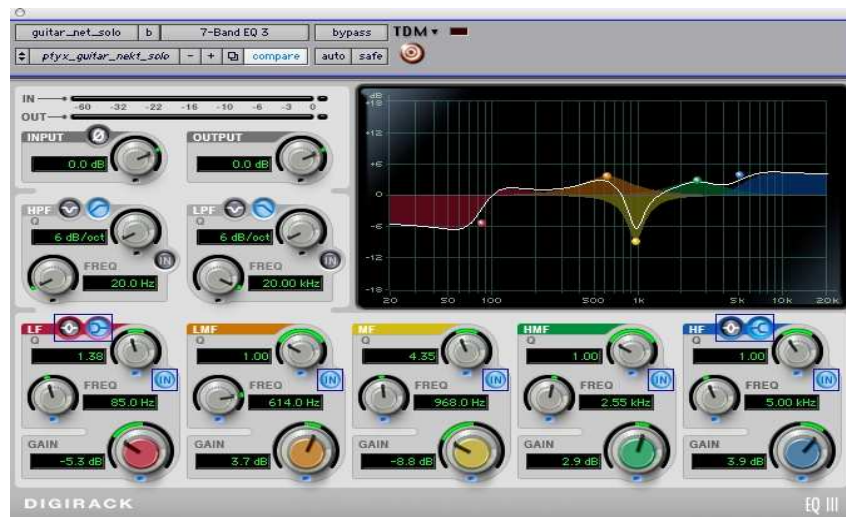 guitar_net_solo b 7-Band EQ 3 bypass TDM
ptyx_guitar_nekt_solo - + compare auto safe
IN -60 -32 -22 -16 -10 -6 -3 0
OUT
INPUT Ø OUTPUT
0.0 dB 0.0 dB
HPF LPF
Q Q
6 dB/oct 6 dB/oct
IN IN
FREQ FREQ
20.0 Hz 20.00 kHz
dB
+18
+12
+6
0
-6
-12
-18
20 50 100 500 1k 5k 10k 20k
LF LMF MF HMF HF
Q Q Q Q Q
1.38 1.00 4.35 1.00 1.00
IN IN IN IN IN
FREQ FREQ FREQ FREQ FREQ
85.0 Hz 614.0 Hz 968.0 Hz 2.55 kHz 5.00 kHz
GAIN GAIN GAIN GAIN GAIN
-5.3 dB 3.7 dB -8.8 dB 2.9 dB 3.9 dB
DIGIRACK EQ III